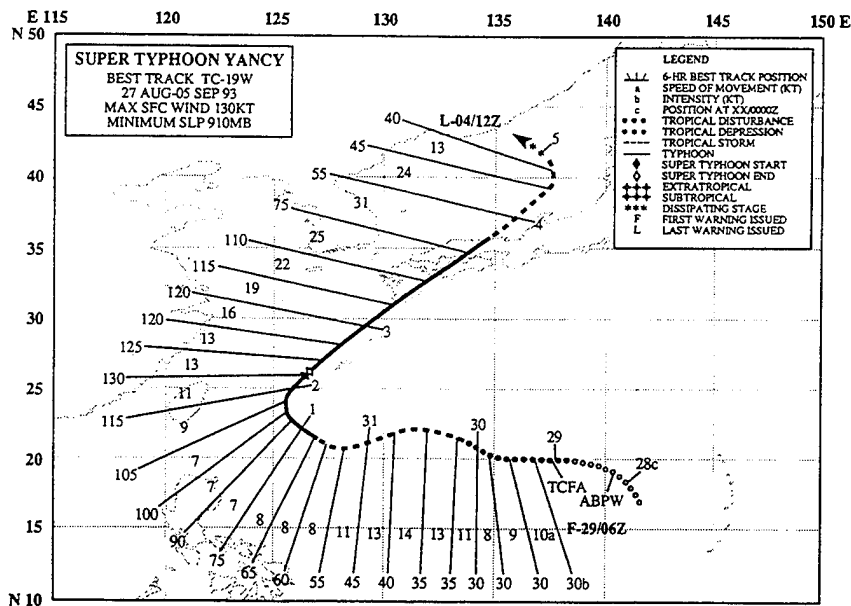 E 115 120 125 130 135 140 145 150 E
N 50
45
40
35
30
25
20
15
N 10
SUPER TYPHOON YANCY
BEST TRACK TC-19W
27 AUG-05 SEP 93
MAX SFC WIND 130KT
MINIMUM SLP 910MB
LEGEND
6-HR BEST TRACK POSITION
a SPEED OF MOVEMENT (KT)
b INTENSITY (KT)
c POSITION AT XX/0000Z
TROPICAL DISTURBANCE
TROPICAL DEPRESSION
TROPICAL STORM
TYPHOON
SUPER TYPHOON START
SUPER TYPHOON END
EXTRATROPICAL
SUBTROPICAL
*** DISSIPATING STAGE
F FIRST WARNING ISSUED
L LAST WARNING ISSUED
L-04/12Z
40
45
55
75
110
115
120
120
125
130
115
105
100
90
75
65
60
55
45
40
35
35
30
30
30
30b
13
24
31
25
22
19
16
13
13
11
9
7
7
7
8
8
8
11
13
14
13
11
8
9
10a
5
4
3
2
1
31
30
29
28c
TCFA
ABPW
F-29/06Z